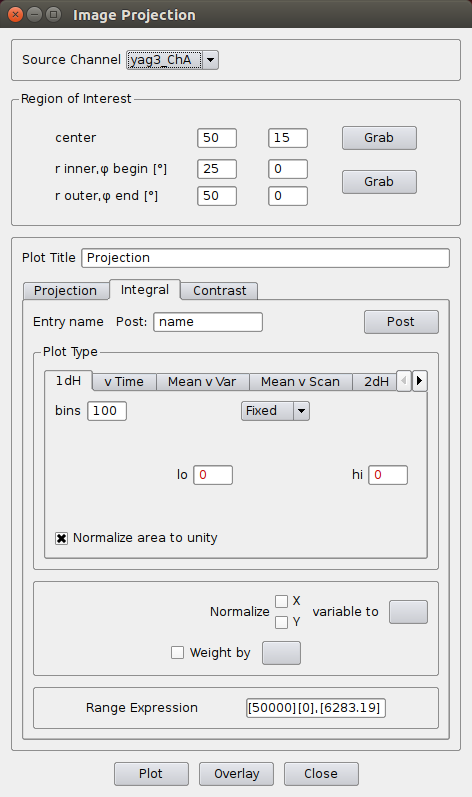 Image Projection
Source Channel yag3_ChA
Region of Interest
center 50 15 Grab
r inner,φ begin [°] 25 0
Grab
r outer,φ end [°] 50 0
Plot Title Projection
Projection Integral Contrast
Entry name Post: name Post
Plot Type
1dH v Time Mean v Var Mean v Scan 2dH
bins 100 Fixed
lo 0 hi 0
Normalize area to unity
X
Normalize variable to
Y
Weight by
Range Expression [50000][0],[6283.19]
Plot Overlay Close